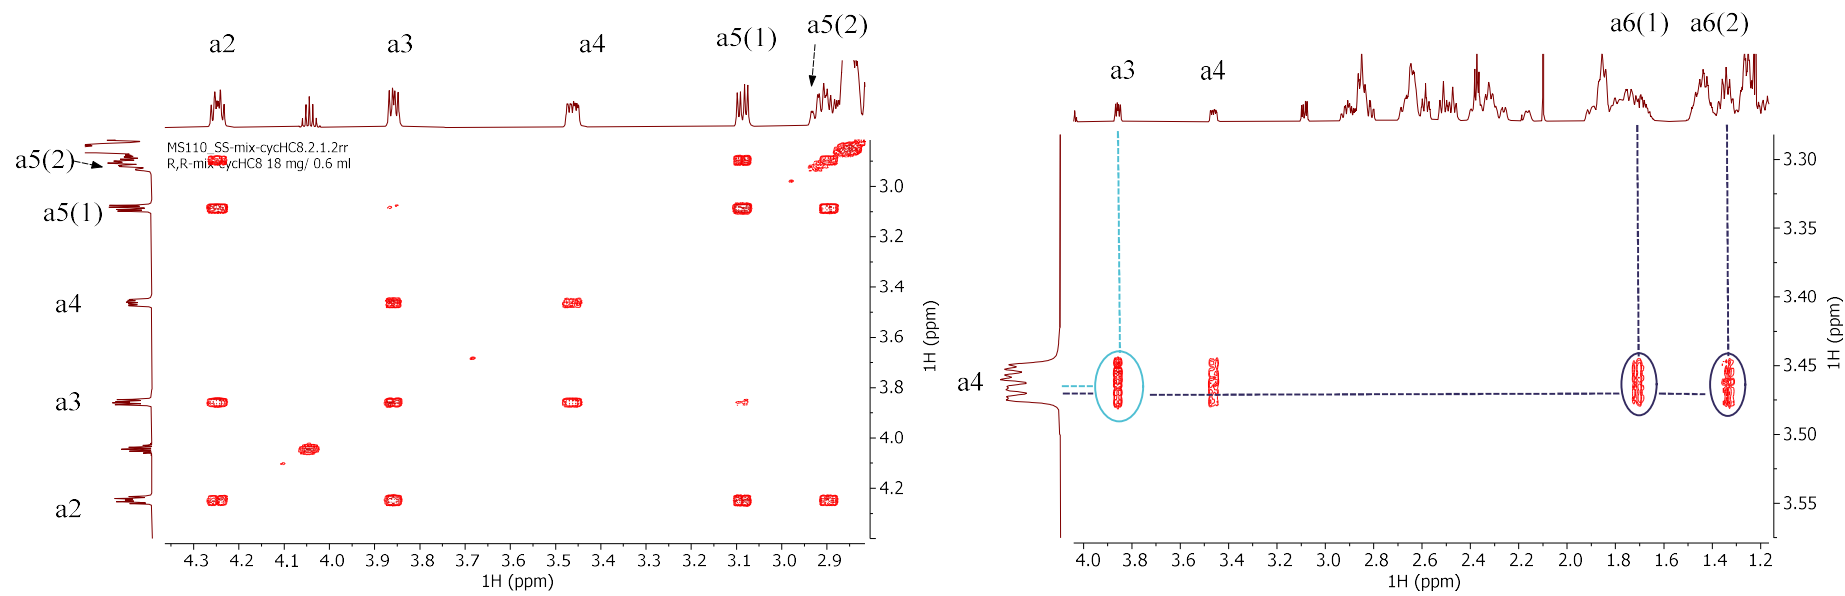 a2 a3 a4 a5(1) a5(2)
MS110_SS-mix-cycHC8.2.1.2rr
R,R-mix-cycHC8 18 mg/ 0.6 ml
a5(2)
a5(1)
a4
a3
a2
3.0
3.2
3.4
3.6
3.8
4.0
4.2
1H (ppm)
4.3 4.2 4.1 4.0 3.9 3.8 3.7 3.6 3.5 3.4 3.3 3.2 3.1 3.0 2.9
1H (ppm)
a3 a4 a6(1) a6(2)
a4
3.30
3.35
3.40
3.45
3.50
3.55
1H (ppm)
4.0 3.8 3.6 3.4 3.2 3.0 2.8 2.6 2.4 2.2 2.0 1.8 1.6 1.4 1.2
1H (ppm)